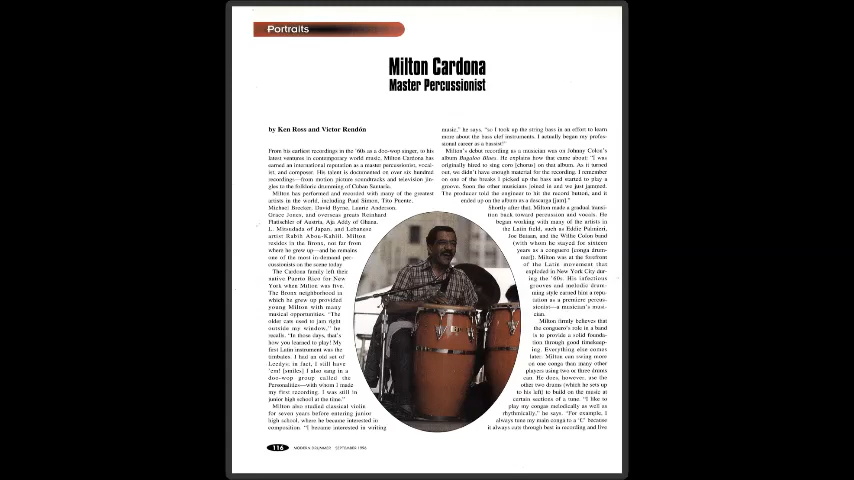 Portraits
Milton Cardona
Master Percussionist
by Ken Ross and Victor Rendón
From his earliest recordings in the '60s as a doo-wop singer, to his
latest ventures in contemporary world music, Milton Cardona has
earned an international reputation as a master percussionist, vocal-
ist, and composer. His talent is documented on over six hundred
recordings—from motion picture soundtracks and television jin-
gles to the folkloric drumming of Cuban Santeria.
Milton has performed and recorded with many of the greatest
artists in the world, including Paul Simon, Tito Puente,
Michael Brecker, David Byrne, Laurie Anderson,
Grace Jones, and overseas greats Reinhard
Flatischler of Austria, Aja Addy of Ghana,
L. Mitsudada of Japan, and Lebanese
artist Rabih Abou-Kahlil. Milton
resides in the Bronx, not far from
where he grew up—and he remains
one of the most in-demand per-
cussionists on the scene today.
The Cardona family left their
native Puerto Rico for New
York when Milton was five.
The Bronx neighborhood in
which he grew up provided
young Milton with many
musical opportunities. "The
older cats used to jam right
outside my window," he
recalls. "In those days, that's
how you learned to play! My
first Latin instrument was the
timbales. I had an old set of
Leedys; in fact, I still have
'em! [smiles] I also sang in a
doo-wop group called the
Personalities—with whom I made
my first recording. I was still in
junior high school at the time."
Milton also studied classical violin
for seven years before entering junior
high school, where he became interested in
composition. "I became interested in writing
music," he says, "so I took up the string bass in an effort to learn
more about the bass clef instruments. I actually began my profes-
sional career as a bassist!"
Milton's debut recording as a musician was on Johnny Colon's
album Bugaloo Blues. He explains how that came about: "I was
originally hired to sing coro [chorus] on that album. As it turned
out, we didn't have enough material for the recording. I remember
on one of the breaks I picked up the bass and started to play a
groove. Soon the other musicians joined in and we just jammed.
The producer told the engineer to hit the record button, and it
ended up on the album as a descarga [jam]."
Shortly after that, Milton made a gradual transi-
tion back toward percussion and vocals. He
began working with many of the artists in
the Latin field, such as Eddie Palmieri,
Joe Bataan, and the Willie Colon band
(with whom he stayed for sixteen
years as a conguero [conga drum-
mer]). Milton was at the forefront
of the Latin movement that
exploded in New York City dur-
ing the '60s. His infectious
grooves and melodic drum-
ming style earned him a repu-
tation as a premiere percus-
sionist—a musician's musi-
cian.
Milton firmly believes that
the conguero's role in a band
is to provide a solid founda-
tion through good timekeep-
ing. Everything else comes
later. Milton can swing more
on one conga than many other
players using two or three drums
can. He does, however, use the
other two drums (which he sets up
to his left) to build on the music at
certain sections of a tune. "I like to
play my congas melodically as well as
rhythmically," he says. "For example, I
always tune my main conga to a "C" because
it always cuts through best in recording and live
116 MODERN DRUMMER SEPTEMBER 1996